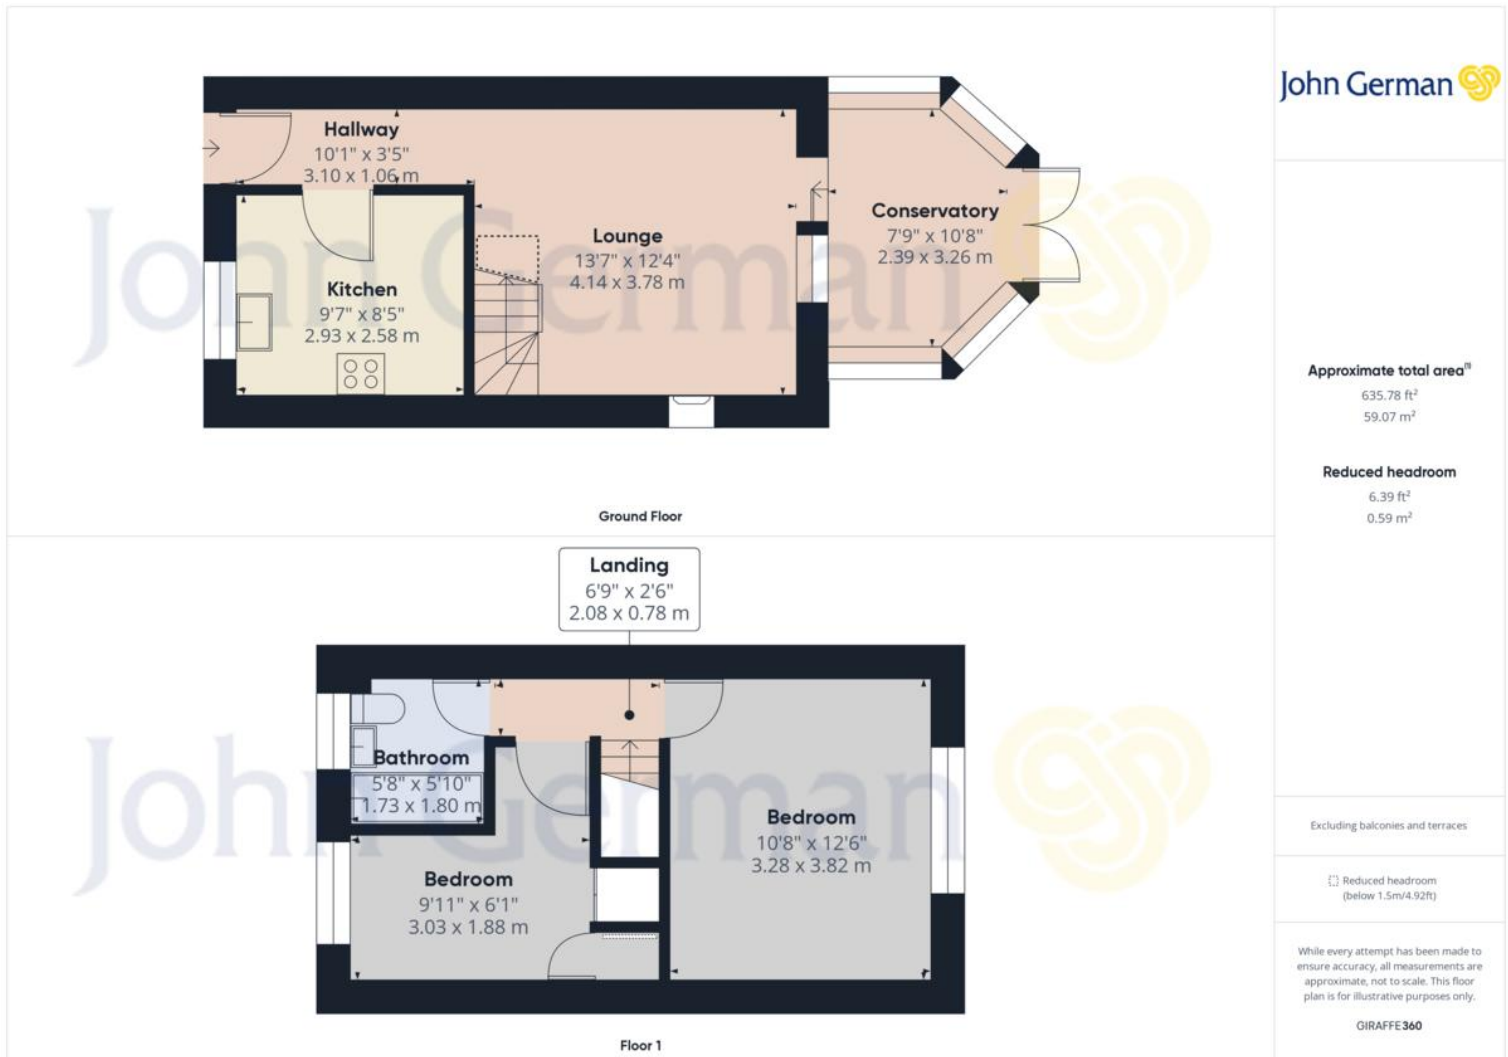 John German
Hallway
10'1" x 3'5"
3.10 x 1.06 m
Kitchen
9'7" x 8'5"
2.93 x 2.58 m
Lounge
13'7" x 12'4"
4.14 x 3.78 m
Conservatory
7'9" x 10'8"
2.39 x 3.26 m
John German
Ground Floor
Landing
6'9" x 2'6"
2.08 x 0.78 m
Bathroom
5'8" x 5'10"
1.73 x 1.80 m
Bedroom
9'11" x 6'1"
3.03 x 1.88 m
Bedroom
10'8" x 12'6"
3.28 x 3.82 m
John German
Floor 1
Approximate total area(1)
635.78 ft²
59.07 m²
Reduced headroom
6.39 ft²
0.59 m²
Excluding balconies and terraces
Reduced headroom
(below 1.5m/4.92ft)
While every attempt has been made to
ensure accuracy, all measurements are
approximate, not to scale. This floor
plan is for illustrative purposes only.
GIRAFFE360